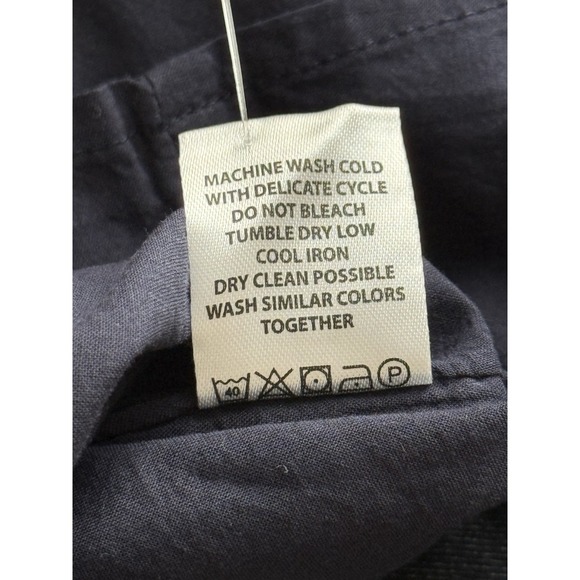 MACHINE WASH COLD
WITH DELICATE CYCLE
DO NOT BLEACH
TUMBLE DRY LOW
COOL IRON
DRY CLEAN POSSIBLE
WASH SIMILAR COLORS
TOGETHER
40 P